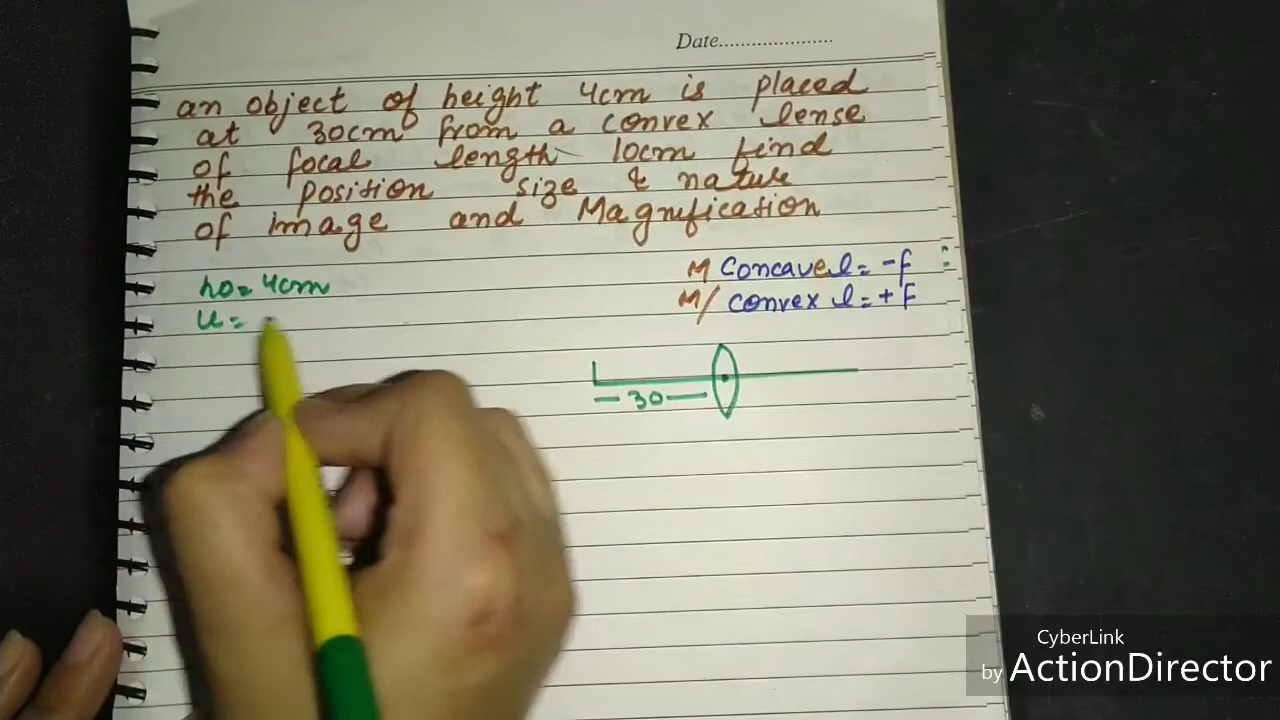 Date.....................
an object of height 4cm is placed
at 30cm from a convex lense
of focal length 10cm find
the position size & nature
of image and Magnification
M Concave l = -f
ho = 4cm
M/ convex l = + f
u =
30
CyberLink
by ActionDirector